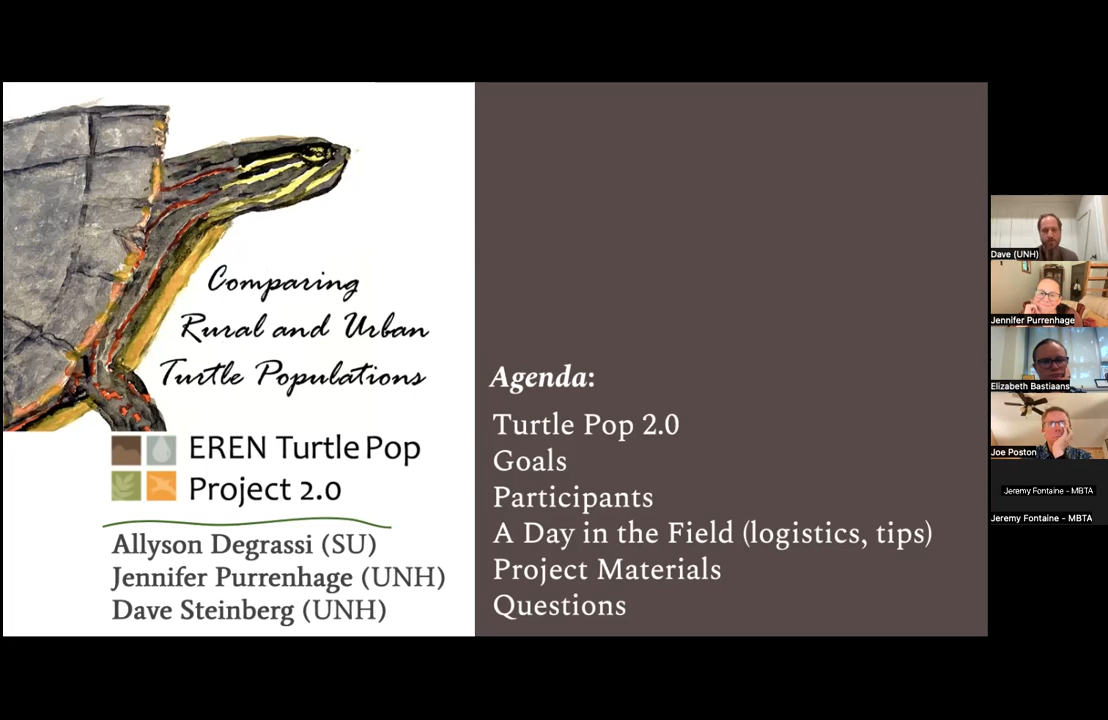 Comparing
Rural and Urban
Turtle Populations
EREN Turtle Pop
Project 2.0
Allyson Degrassi (SU)
Jennifer Purrenhage (UNH)
Dave Steinberg (UNH)
Agenda:
Turtle Pop 2.0
Goals
Participants
A Day in the Field (logistics, tips)
Project Materials
Questions
Dave (UNH)
Jennifer Purrenhage
Elizabeth Bastiaans
Joe Poston
Jeremy Fontaine - MBTA
Jeremy Fontaine - MBTA